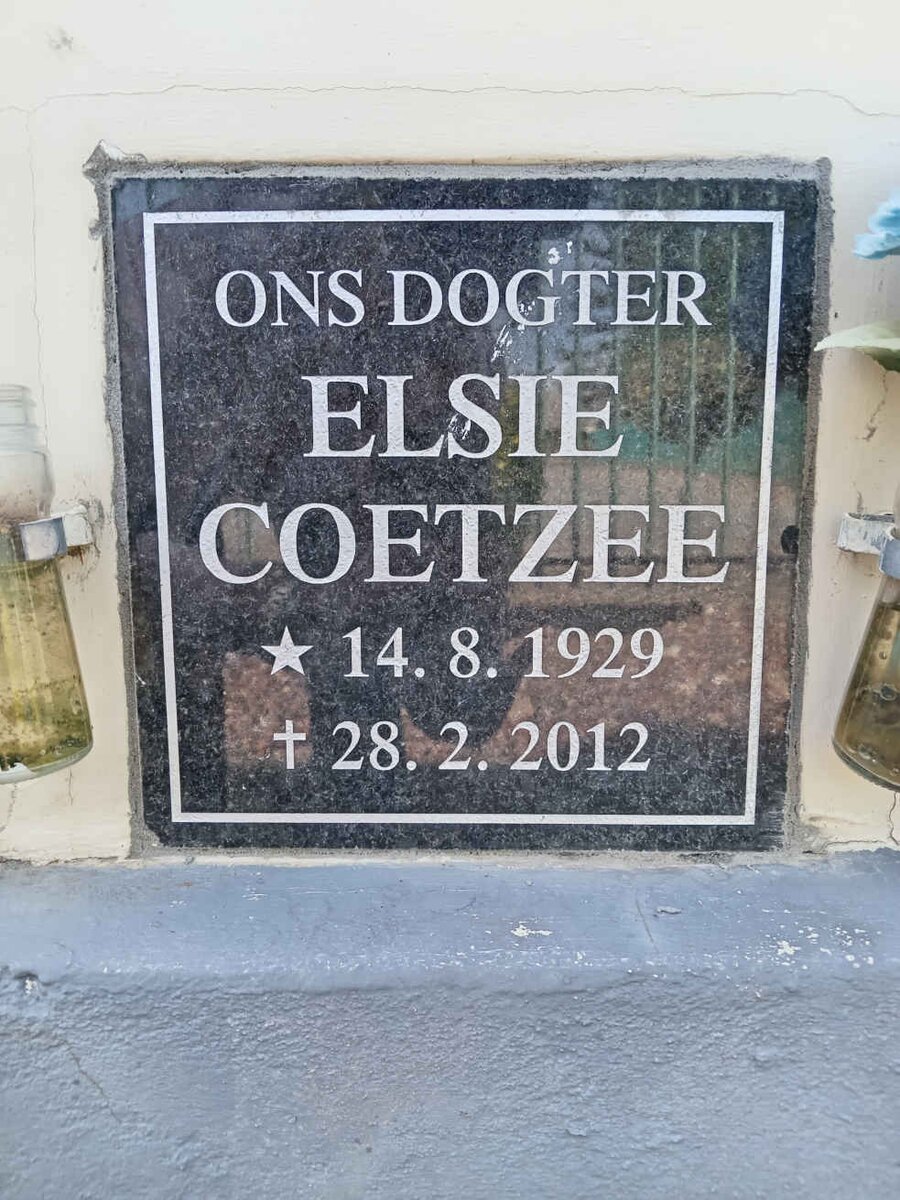 ONS DOGTER
ELSIE
COETZEE
★ 14. 8. 1929
✝ 28. 2. 2012